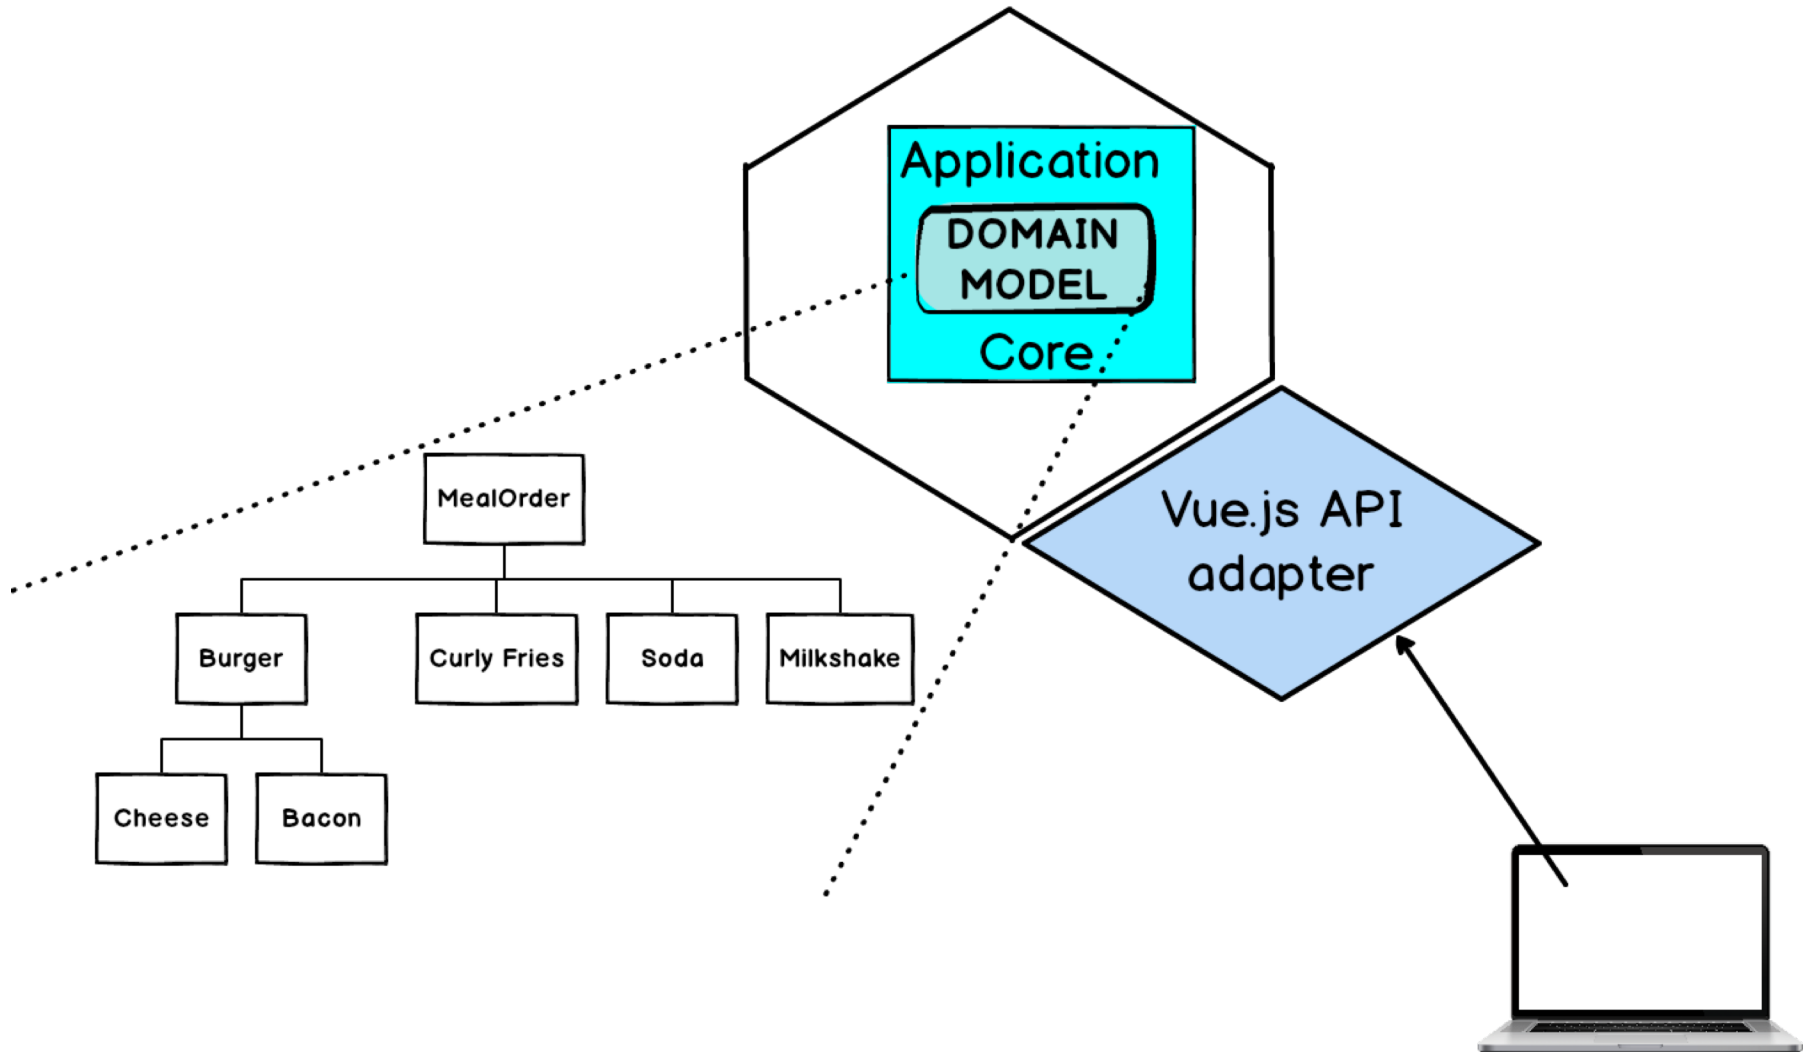 Application
DOMAIN
MODEL
Core
MealOrder
Vue.js API
adapter
Burger
Curly Fries
Soda
Milkshake
Cheese
Bacon